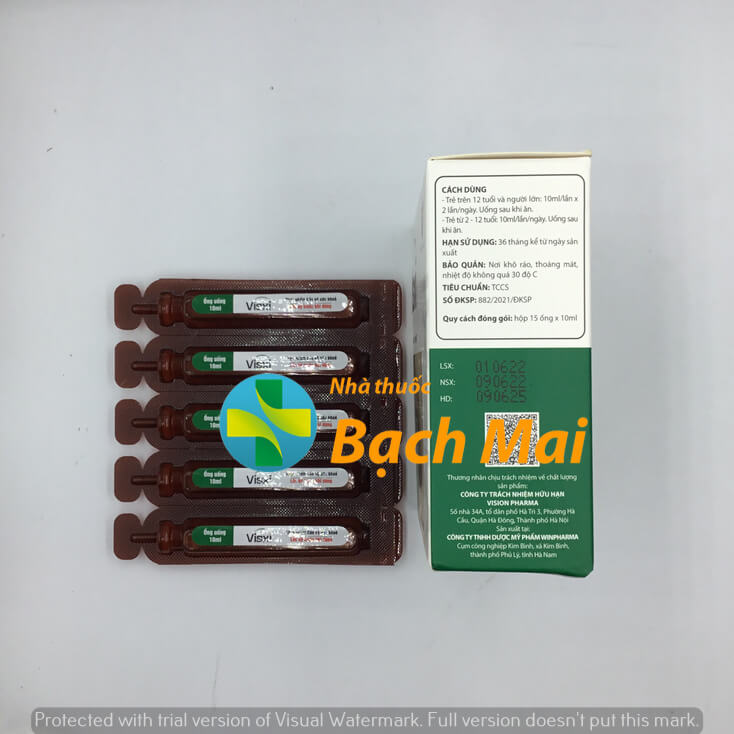 CÁCH DÙNG
- Trẻ trên 12 tuổi và người lớn: 10ml/lần x
2 lần/ngày. Uống sau khi ăn.
- Trẻ từ 2 - 12 tuổi: 10ml/lần/ngày. Uống sau
khi ăn.
HẠN SỬ DỤNG: 36 tháng kể từ ngày sản
xuất
BẢO QUẢN: Nơi khô ráo, thoáng mát,
nhiệt độ không quá 30 độ C
TIÊU CHUẨN: TCCS
SỐ ĐKSP: 882/2021/ĐKSP
Quy cách đóng gói: hộp 15 ống x 10ml
LSX: 010622
NSX: 090622
HD: 090625
Thương nhân chịu trách nhiệm về chất lượng
sản phẩm:
CÔNG TY TRÁCH NHIỆM HỮU HẠN
VISION PHARMA
Số nhà 34A, tổ dân phố Hà Trì 3, Phường Hà
Cầu, Quận Hà Đông, Thành phố Hà Nội
Sản xuất tại:
CÔNG TY TNHH DƯỢC MỸ PHẨM WINPHARMA
Cụm công nghiệp Kim Bình, xã Kim Bình,
thành phố Phủ Lý, tỉnh Hà Nam
Ống uống
10ml
Visxi
Ống uống
10ml
Visxi
Ống uống
10ml
Visxi
Ống uống
10ml
Visxi
Ống uống
10ml
Visxi
Nhà thuốc
Bạch Mai
Protected with trial version of Visual Watermark. Full version doesn't put this mark.